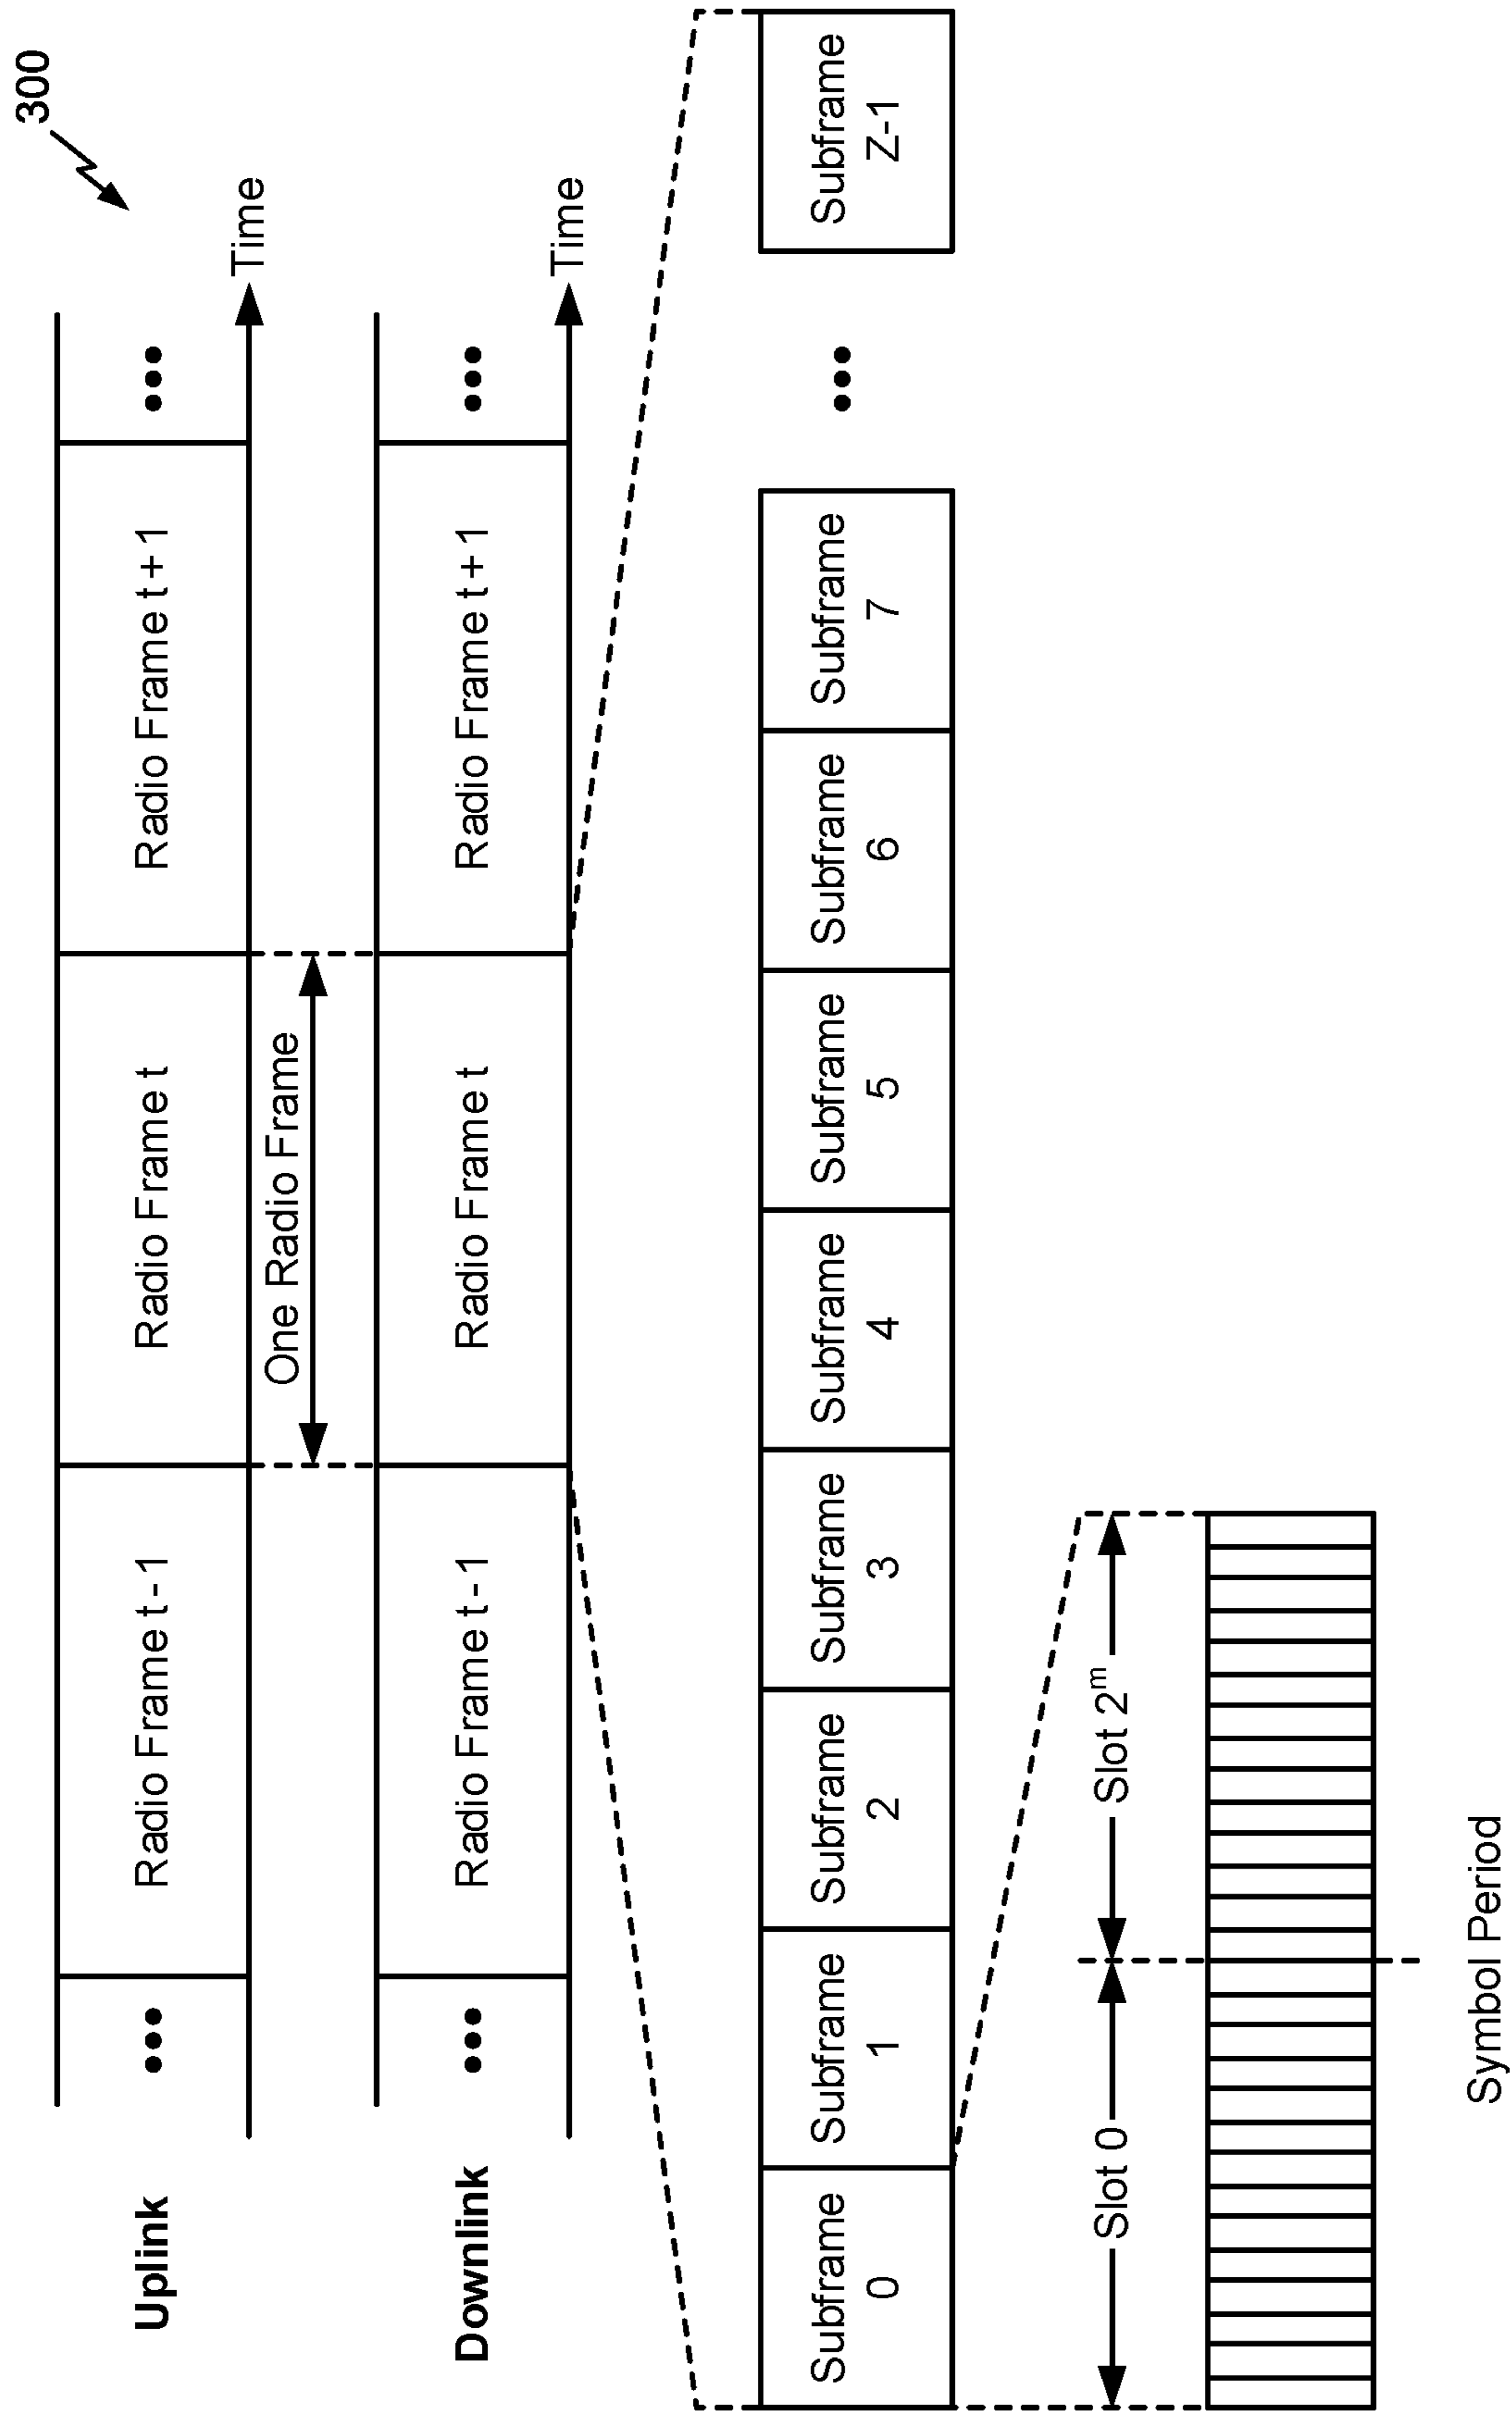 300
Uplink
•••
Radio Frame t - 1
Radio Frame t
Radio Frame t + 1
•••
Time
One Radio Frame
Downlink
•••
Radio Frame t - 1
Radio Frame t
Radio Frame t + 1
•••
Time
Subframe
0
Subframe
1
Subframe
2
Subframe
3
Subframe
4
Subframe
5
Subframe
6
Subframe
7
•••
Subframe
Z-1
Slot 0
Slot 2ᵐ
Symbol Period